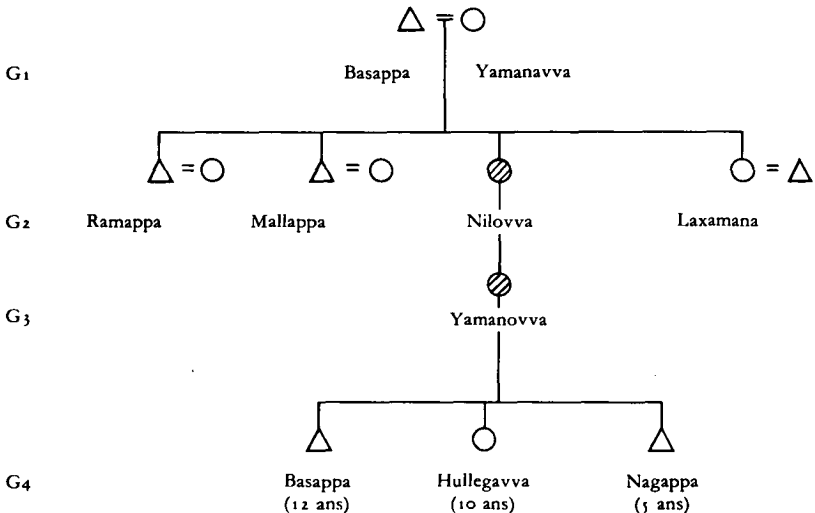 G1 Basappa Yamanavva
G2 Ramappa Mallappa Nilovva Laxamana
G3 Yamanovva
G4 Basappa Hullegavva Nagappa
(12 ans) (10 ans) (5 ans)